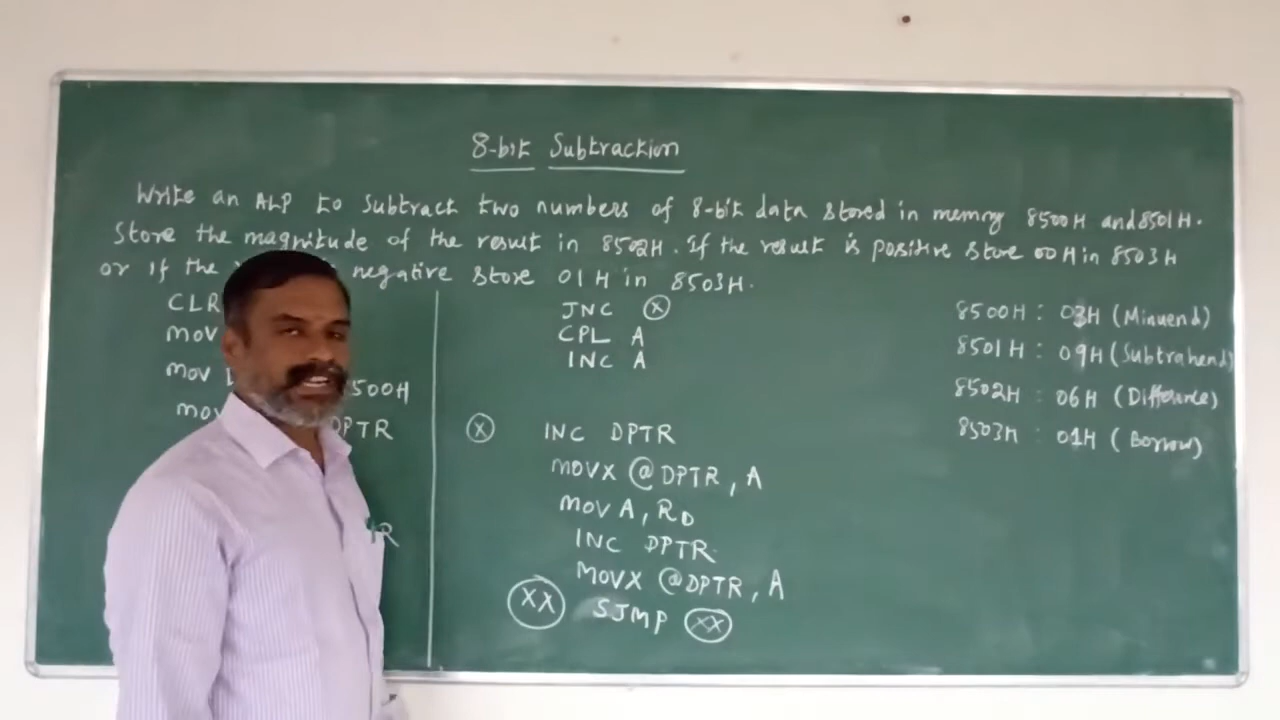 8-bit Subtraction
Write an ALP to Subtract two numbers of 8-bit data stored in memry 8500H and 8501H.
Store the magnitude of the result in 8502H. If the result is positive store 00H in 8503H
or if the negative store 01H in 8503H.
CLR
MOV
MOV 500H
MOV DPTR
R
JNC X
CPL A
INC A
X INC DPTR
MOVX @DPTR, A
MOV A, R0
INC DPTR
MOVX @DPTR, A
XX SJMP XX
8500H : 03H (Minuend)
8501H : 09H (Subtrahend)
8502H : 06H (Difference)
8503H : 01H (Borrow)